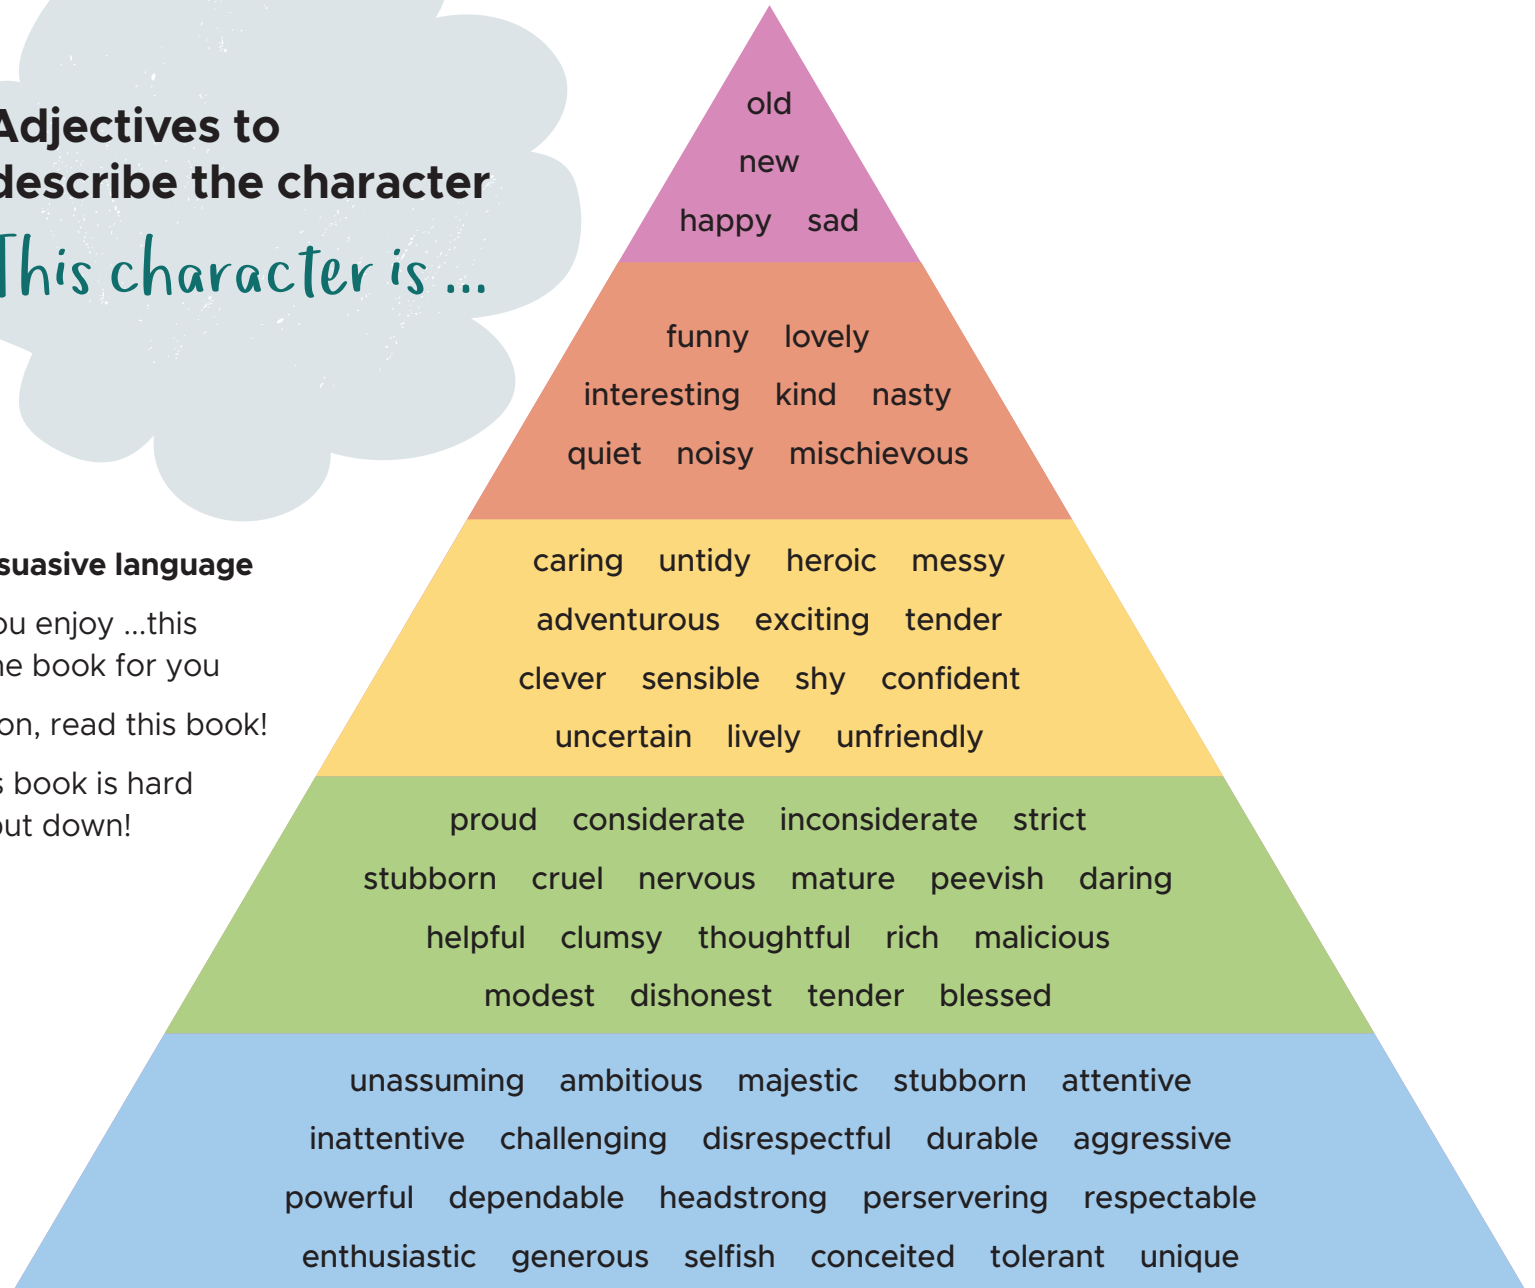 Adjectives to
describe the character
This character is ...
suasive language
ou enjoy ...this
e book for you
on, read this book!
s book is hard
out down!
old
new
happy sad
funny lovely
interesting kind nasty
quiet noisy mischievous
caring untidy heroic messy
adventurous exciting tender
clever sensible shy confident
uncertain lively unfriendly
proud considerate inconsiderate strict
stubborn cruel nervous mature peevish daring
helpful clumsy thoughtful rich malicious
modest dishonest tender blessed
unassuming ambitious majestic stubborn attentive
inattentive challenging disrespectful durable aggressive
powerful dependable headstrong perservering respectable
enthusiastic generous selfish conceited tolerant unique